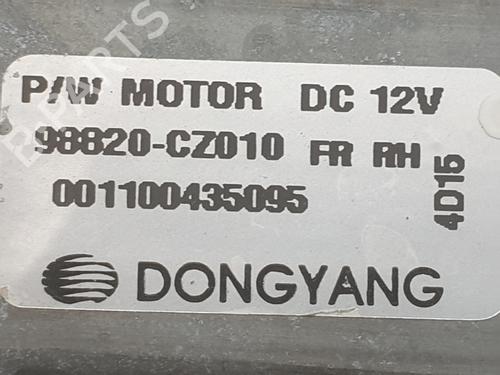 P/W MOTOR DC 12V
98820-CZ010 FR RH
001100435095
4D15
DONGYANG